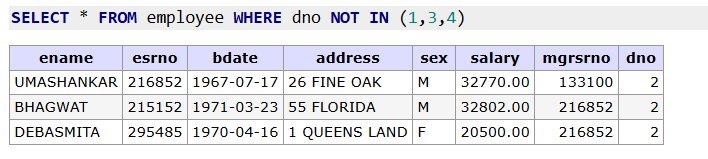 SELECT * FROM employee WHERE dno NOT IN (1,3,4)
ename esrno bdate address sex salary mgrsrno dno
UMASHANKAR 216852 1967-07-17 26 FINE OAK M 32770.00 133100 2
BHAGWAT 215152 1971-03-23 55 FLORIDA M 32802.00 216852 2
DEBASMITA 295485 1970-04-16 1 QUEENS LAND F 20500.00 216852 2